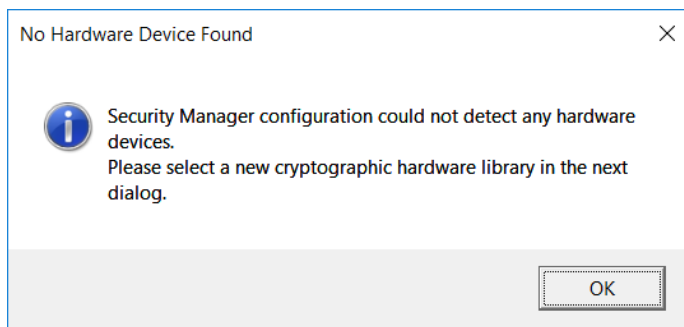 No Hardware Device Found
Security Manager configuration could not detect any hardware
devices.
Please select a new cryptographic hardware library in the next
dialog.
OK